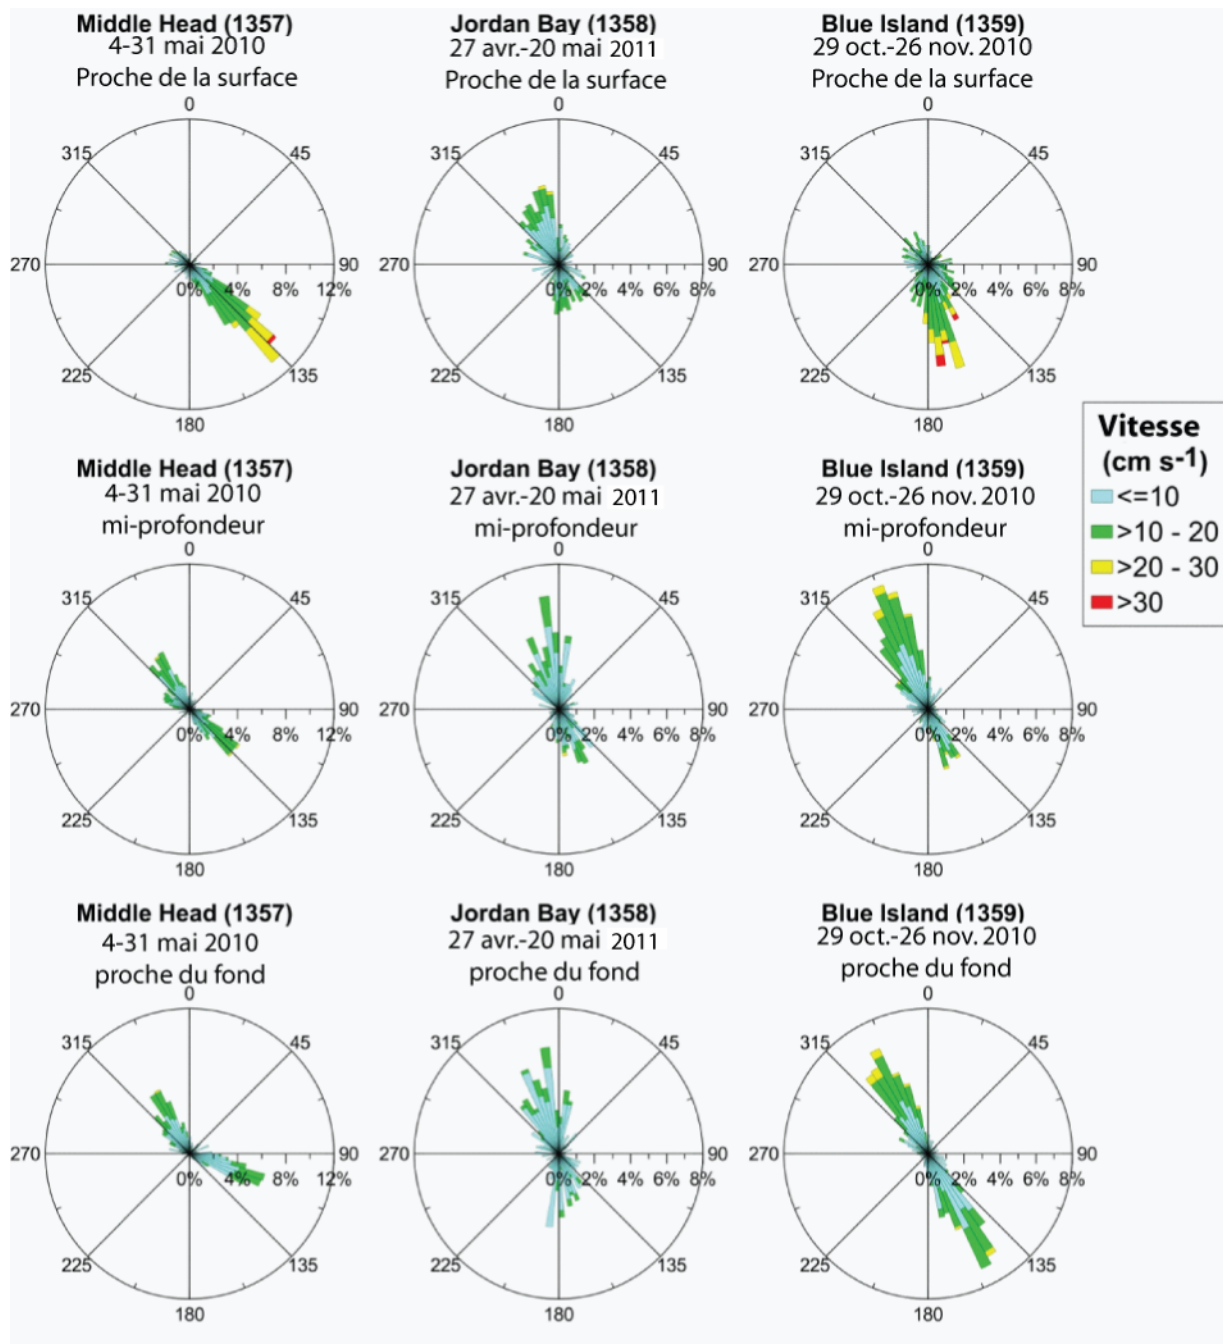 Middle Head (1357)
4-31 mai 2010
Proche de la surface
0
45
90
135
180
225
270
315
0% 4% 8% 12%
Jordan Bay (1358)
27 avr.-20 mai 2011
Proche de la surface
0
45
90
135
180
225
270
315
0% 2% 4% 6% 8%
Blue Island (1359)
29 oct.-26 nov. 2010
Proche de la surface
0
45
90
135
180
225
270
315
0% 2% 4% 6% 8%
Middle Head (1357)
4-31 mai 2010
mi-profondeur
0
45
90
135
180
225
270
315
0% 4% 8% 12%
Jordan Bay (1358)
27 avr.-20 mai 2011
mi-profondeur
0
45
90
135
180
225
270
315
0% 2% 4% 6% 8%
Blue Island (1359)
29 oct.-26 nov. 2010
mi-profondeur
0
45
90
135
180
225
270
315
0% 2% 4% 6% 8%
Vitesse
(cm s-1)
<=10
>10 - 20
>20 - 30
>30
Middle Head (1357)
4-31 mai 2010
proche du fond
0
45
90
135
180
225
270
315
0% 4% 8% 12%
Jordan Bay (1358)
27 avr.-20 mai 2011
proche du fond
0
45
90
135
180
225
270
315
0% 2% 4% 6% 8%
Blue Island (1359)
29 oct.-26 nov. 2010
proche du fond
0
45
90
135
180
225
270
315
0% 2% 4% 6% 8%